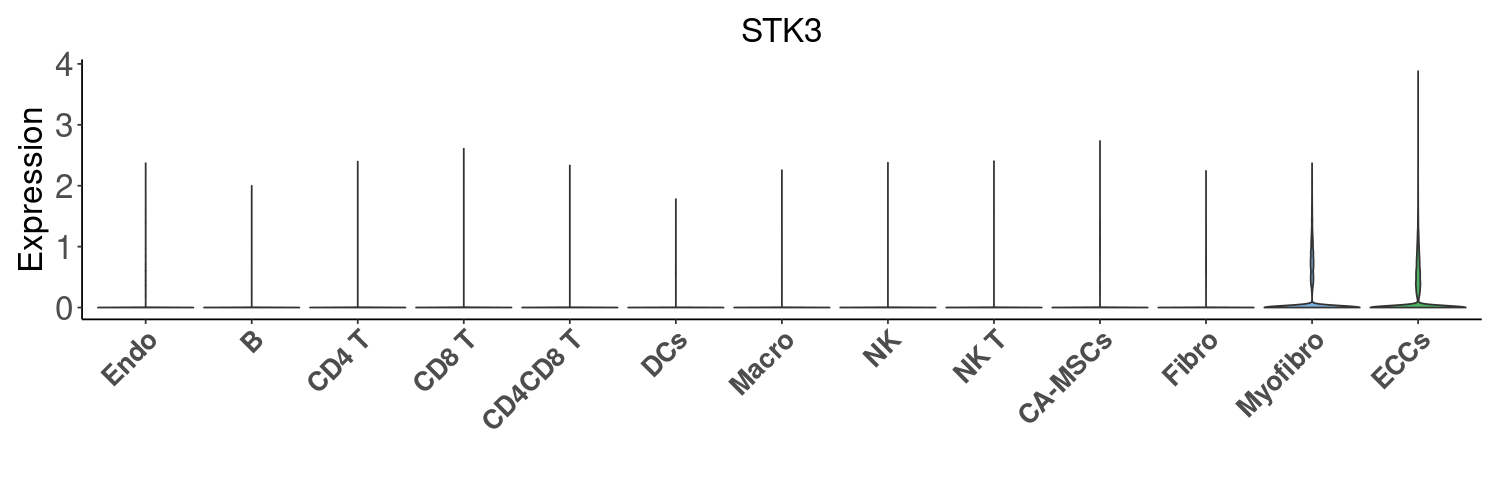 STK3
Expression
4
3
2
1
0
Endo
B
CD4 T
CD8 T
CD4CD8 T
DCs
Macro
NK
NK T
CA-MSCs
Fibro
Myofibro
ECCs